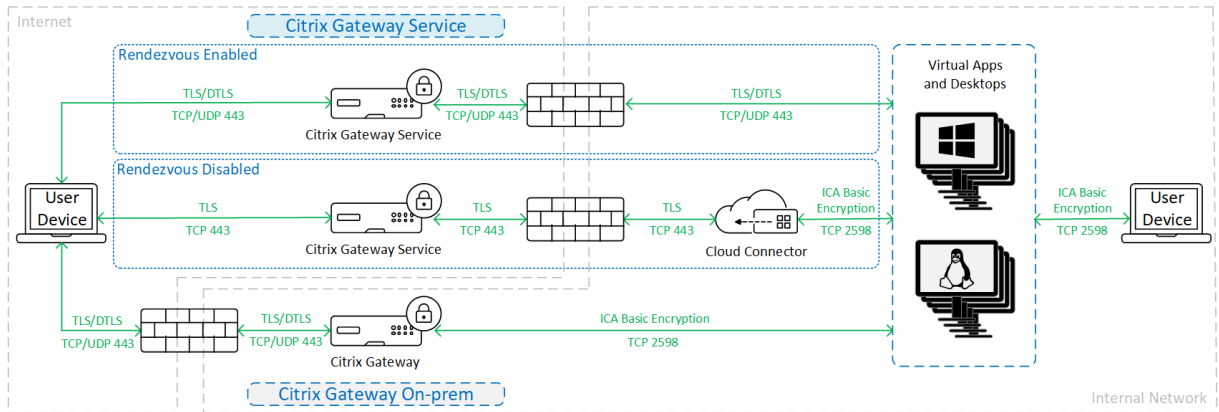 Internet
Citrix Gateway Service
Rendezvous Enabled
TLS/DTLS
TCP/UDP 443
Citrix Gateway Service
TLS/DTLS
TCP/UDP 443
TLS/DTLS
TCP/UDP 443
Virtual Apps
and Desktops
Rendezvous Disabled
User
Device
TLS
TCP 443
Citrix Gateway Service
TLS
TCP 443
TLS
TCP 443
Cloud Connector
ICA Basic
Encryption
TCP 2598
ICA Basic
Encryption
TCP 2598
User
Device
TLS/DTLS
TCP/UDP 443
TLS/DTLS
TCP/UDP 443
Citrix Gateway
ICA Basic Encryption
TCP 2598
Citrix Gateway On-prem
Internal Network